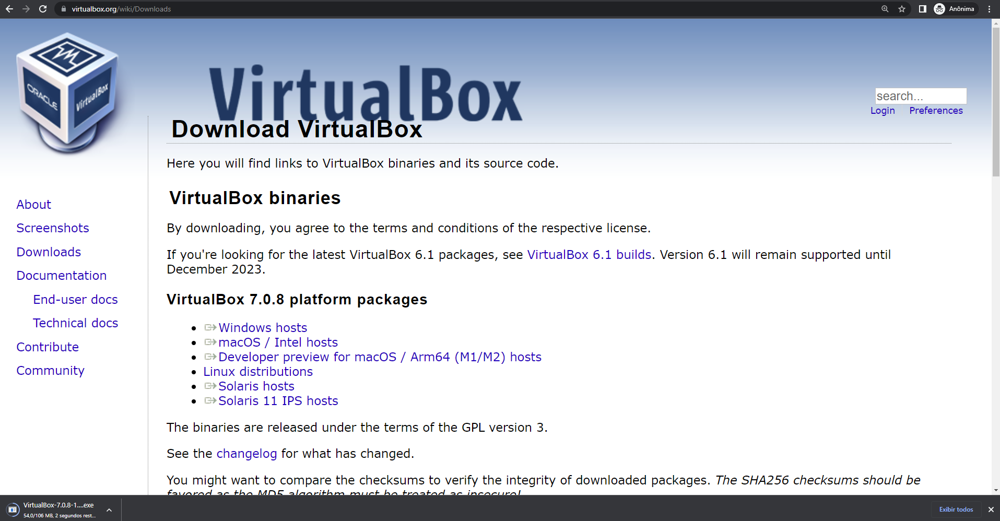 virtualbox.org/wiki/Downloads
Anônima
ORACLE
VirtualBox
VirtualBox
search...
Login Preferences
Download VirtualBox
Here you will find links to VirtualBox binaries and its source code.
VirtualBox binaries
By downloading, you agree to the terms and conditions of the respective license.
If you're looking for the latest VirtualBox 6.1 packages, see VirtualBox 6.1 builds. Version 6.1 will remain supported until
December 2023.
VirtualBox 7.0.8 platform packages
Windows hosts
macOS / Intel hosts
Developer preview for macOS / Arm64 (M1/M2) hosts
Linux distributions
Solaris hosts
Solaris 11 IPS hosts
The binaries are released under the terms of the GPL version 3.
See the changelog for what has changed.
You might want to compare the checksums to verify the integrity of downloaded packages. The SHA256 checksums should be
favored as the MD5 algorithm must be treated as insecure!
About
Screenshots
Downloads
Documentation
End-user docs
Technical docs
Contribute
Community
VirtualBox-7.0.8-1....exe
54,0/106 MB, 2 segundos rest...
Exibir todos